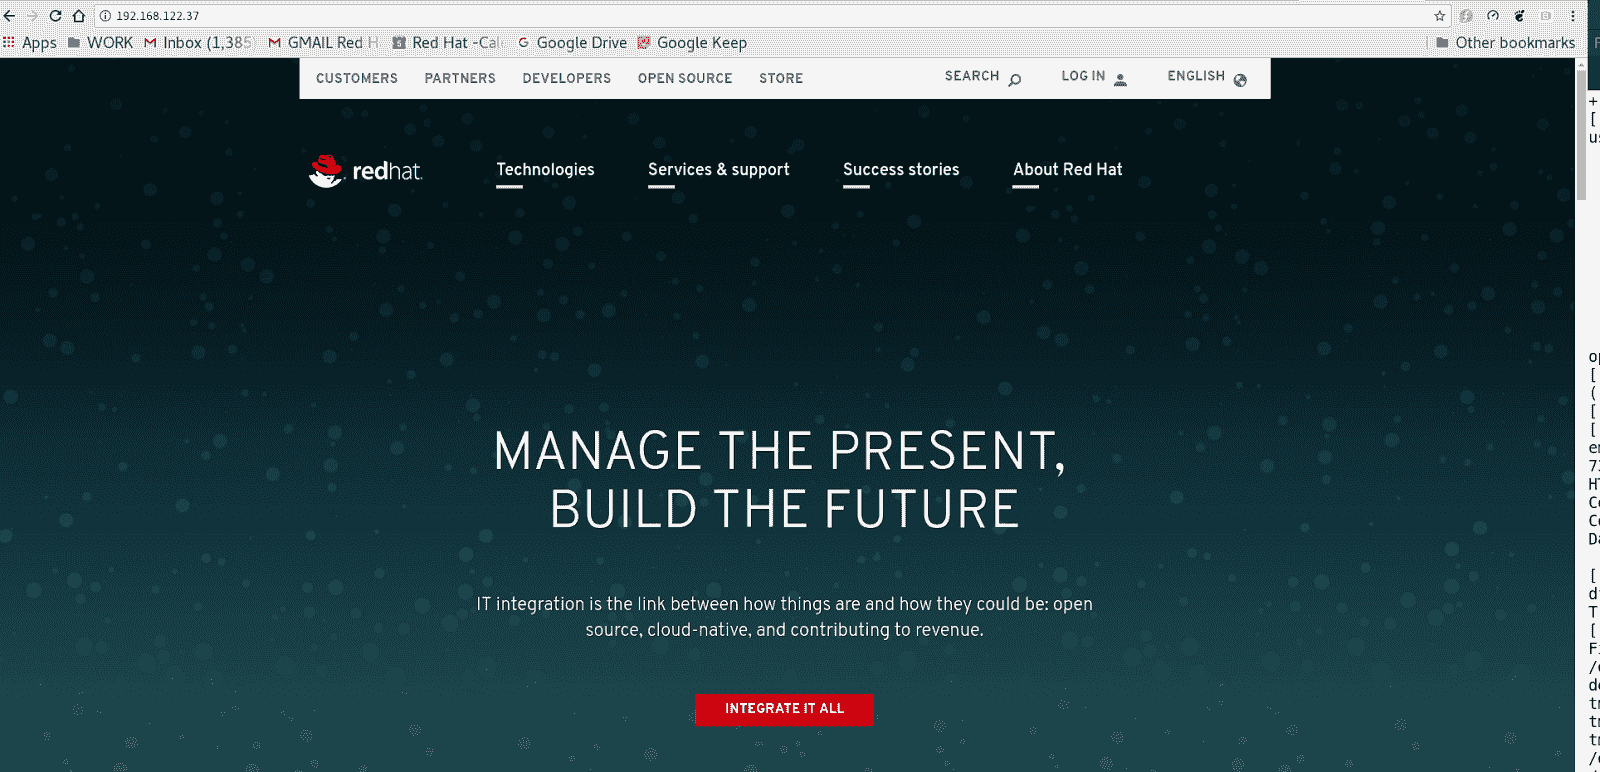 192.168.122.37
Apps WORK Inbox (1,385) GMAIL Red H Red Hat -Cale Google Drive Google Keep Other bookmarks
CUSTOMERS PARTNERS DEVELOPERS OPEN SOURCE STORE SEARCH LOG IN ENGLISH
redhat. Technologies Services & support Success stories About Red Hat
MANAGE THE PRESENT,
BUILD THE FUTURE
IT integration is the link between how things are and how they could be: open
source, cloud-native, and contributing to revenue.
INTEGRATE IT ALL